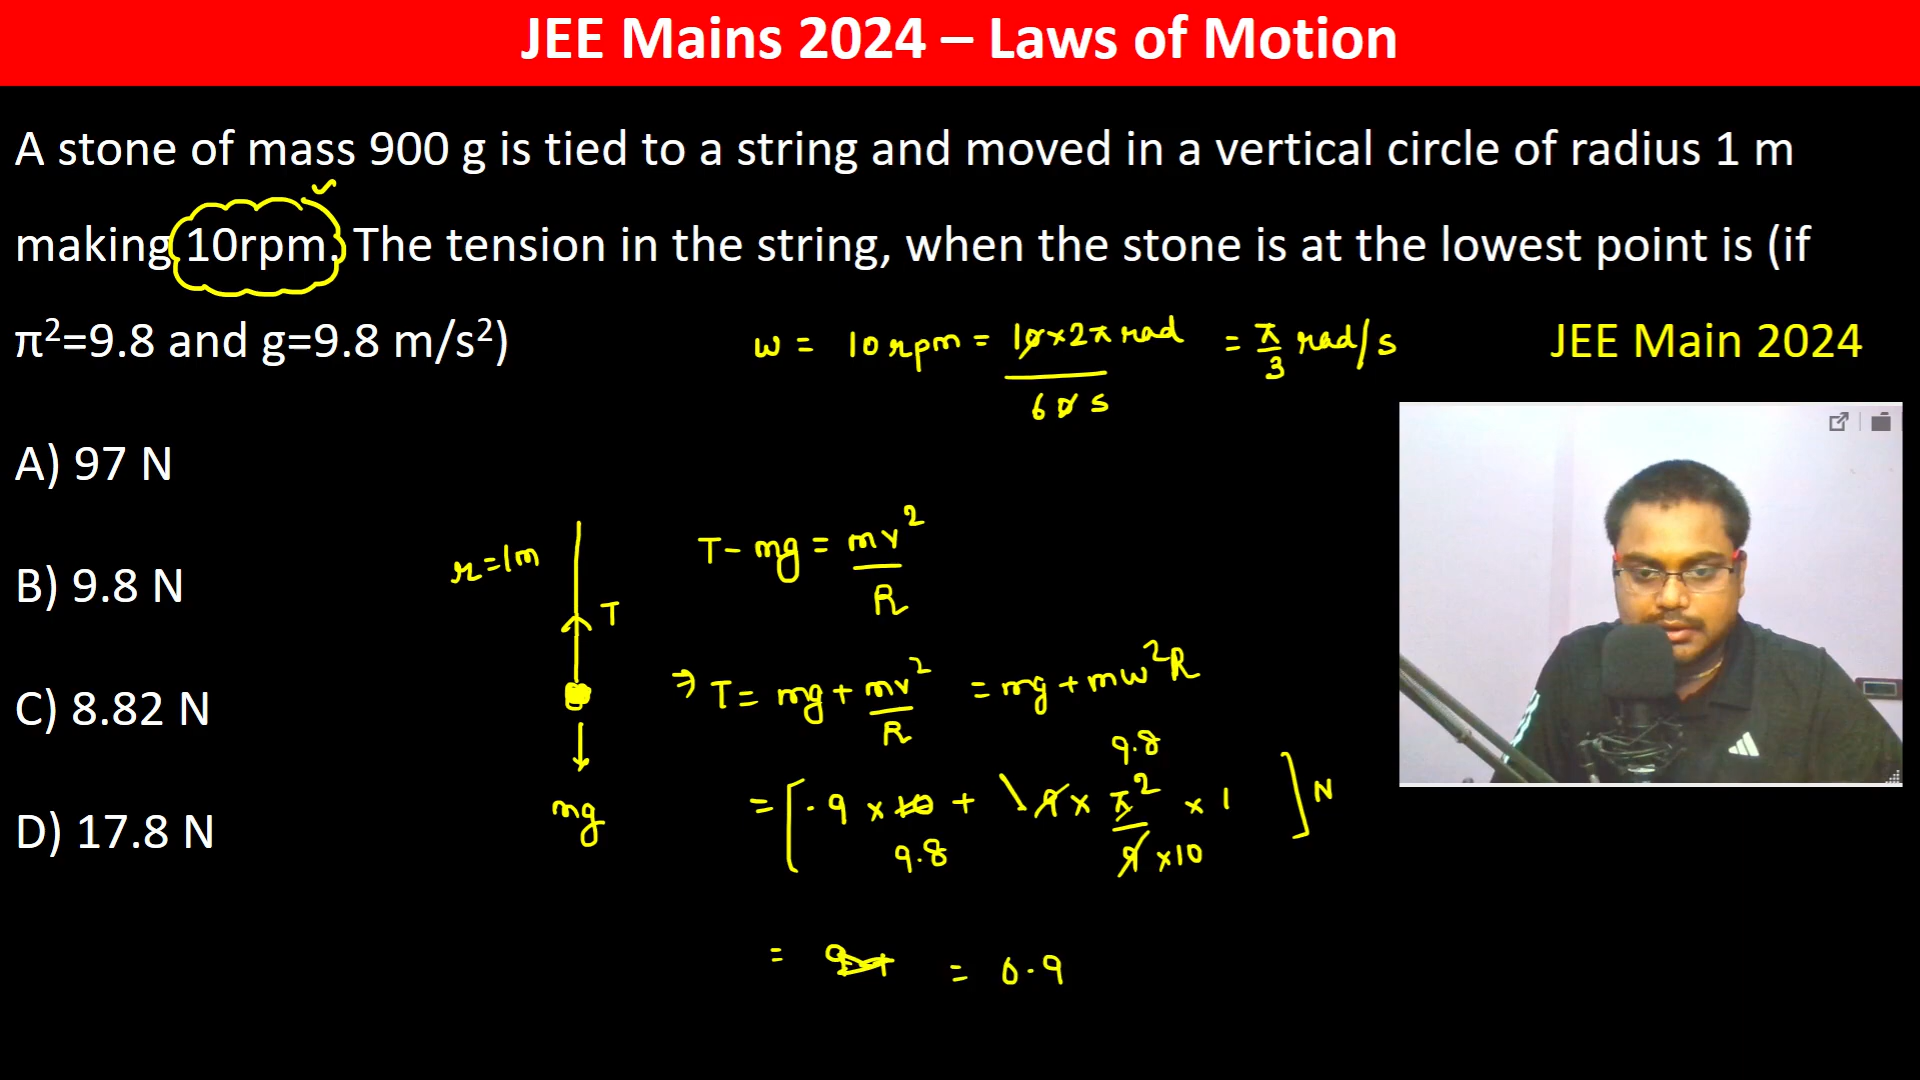 JEE Mains 2024 – Laws of Motion
A stone of mass 900 g is tied to a string and moved in a vertical circle of radius 1 m
making 10rpm. The tension in the string, when the stone is at the lowest point is (if
π²=9.8 and g=9.8 m/s²)
JEE Main 2024
ω = 10 rpm = 10×2π rad / 60 s = π/3 rad/s
A) 97 N
B) 9.8 N
C) 8.82 N
D) 17.8 N
r=1m
T
mg
T - mg = mv²/R
⇒ T = mg + mv²/R = mg + mω²R
9.8
= [.9 × 10 + .9 × π²/9×10 × 1] N
9.8
= = 0.9